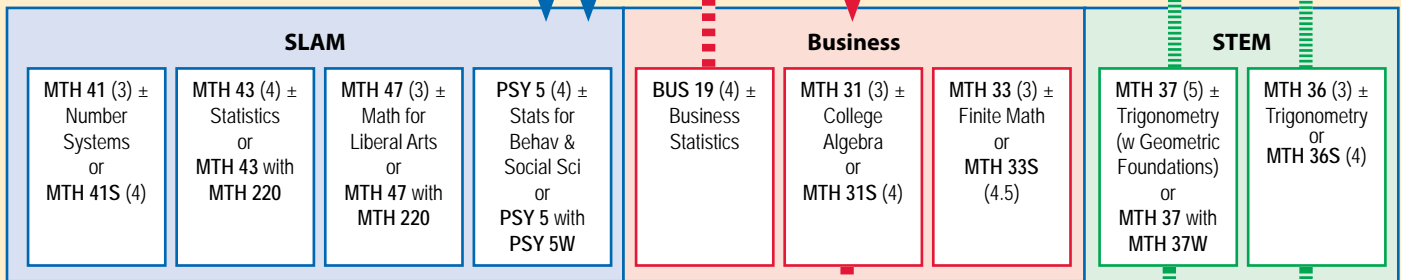 SLAM
MTH 41 (3) ±
Number
Systems
or
MTH 41S (4)
MTH 43 (4) ±
Statistics
or
MTH 43 with
MTH 220
MTH 47 (3) ±
Math for
Liberal Arts
or
MTH 47 with
MTH 220
PSY 5 (4) ±
Stats for
Behav &
Social Sci
or
PSY 5 with
PSY 5W
Business
BUS 19 (4) ±
Business
Statistics
MTH 31 (3) ±
College
Algebra
or
MTH 31S (4)
MTH 33 (3) ±
Finite Math
or
MTH 33S
(4.5)
STEM
MTH 37 (5) ±
Trigonometry
(w Geometric
Foundations)
or
MTH 37 with
MTH 37W
MTH 36 (3) ±
Trigonometry
or
MTH 36S (4)